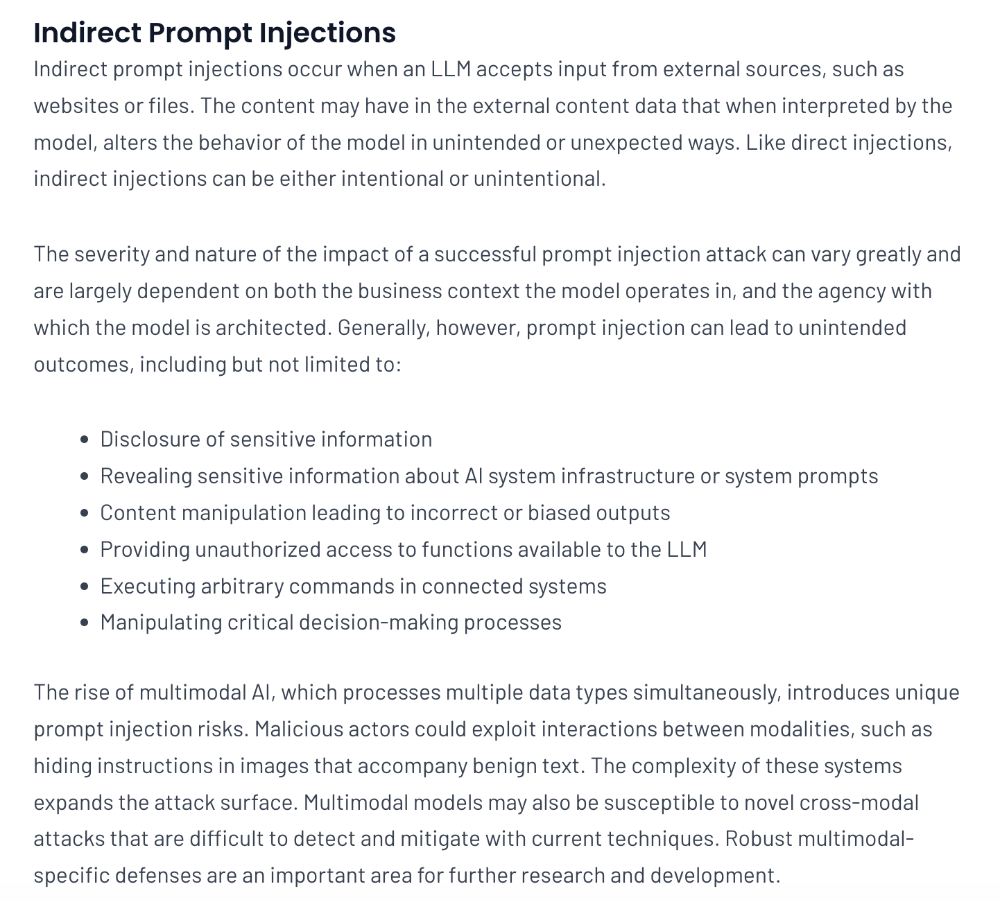 Indirect Prompt Injections
Indirect prompt injections occur when an LLM accepts input from external sources, such as
websites or files. The content may have in the external content data that when interpreted by the
model, alters the behavior of the model in unintended or unexpected ways. Like direct injections,
indirect injections can be either intentional or unintentional.
The severity and nature of the impact of a successful prompt injection attack can vary greatly and
are largely dependent on both the business context the model operates in, and the agency with
which the model is architected. Generally, however, prompt injection can lead to unintended
outcomes, including but not limited to:
• Disclosure of sensitive information
• Revealing sensitive information about AI system infrastructure or system prompts
• Content manipulation leading to incorrect or biased outputs
• Providing unauthorized access to functions available to the LLM
• Executing arbitrary commands in connected systems
• Manipulating critical decision-making processes
The rise of multimodal AI, which processes multiple data types simultaneously, introduces unique
prompt injection risks. Malicious actors could exploit interactions between modalities, such as
hiding instructions in images that accompany benign text. The complexity of these systems
expands the attack surface. Multimodal models may also be susceptible to novel cross-modal
attacks that are difficult to detect and mitigate with current techniques. Robust multimodal-
specific defenses are an important area for further research and development.